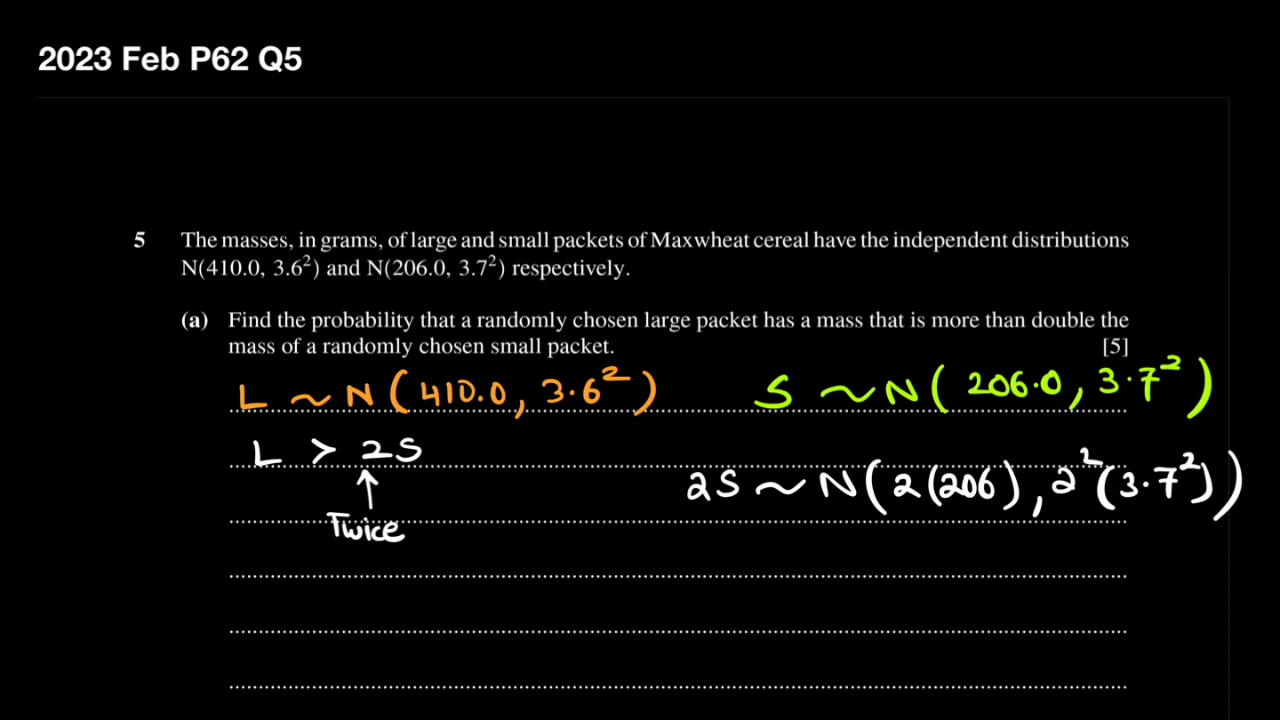 2023 Feb P62 Q5
5 The masses, in grams, of large and small packets of Maxwheat cereal have the independent distributions
N(410.0, 3.6²) and N(206.0, 3.7²) respectively.
(a) Find the probability that a randomly chosen large packet has a mass that is more than double the
mass of a randomly chosen small packet. [5]
L ~ N(410.0, 3.6²) S ~ N(206.0, 3.7²)
L > 2S
2S ~ N(2(206), 2²(3.7²))
↑
Twice